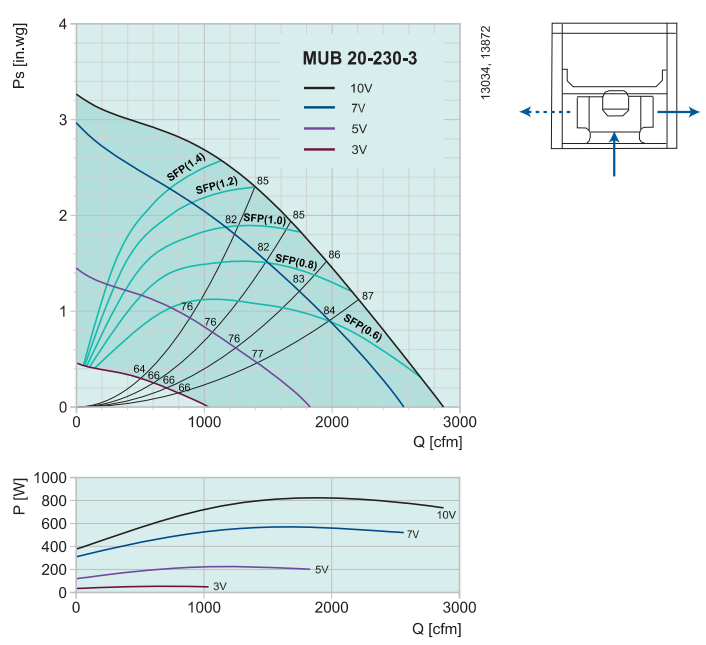 Ps [in.wg]
4
3
2
1
0
MUB 20-230-3
10V
7V
5V
3V
13034, 13872
SFP(1.4)
SFP(1.2)
SFP(1.0)
SFP(0.8)
SFP(0.6)
85
85
86
87
82
82
83
84
76
76
76
77
64
66
66
66
0
1000
2000
3000
Q [cfm]
P [W]
1000
800
600
400
200
0
10V
7V
5V
3V
0
1000
2000
3000
Q [cfm]